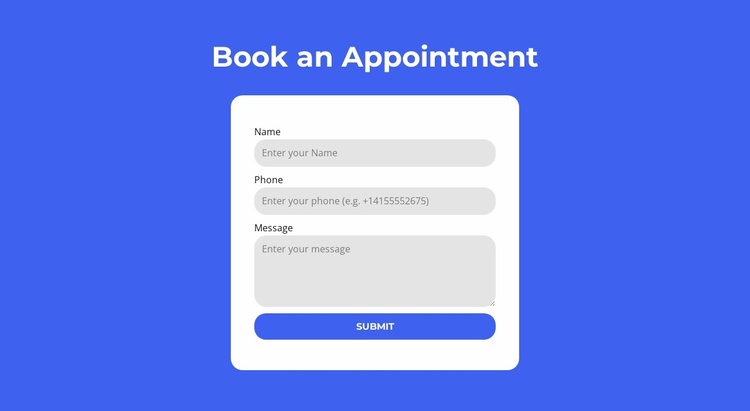 Book an Appointment
Name
Enter your Name
Phone
Enter your phone (e.g. +14155552675)
Message
Enter your message
SUBMIT